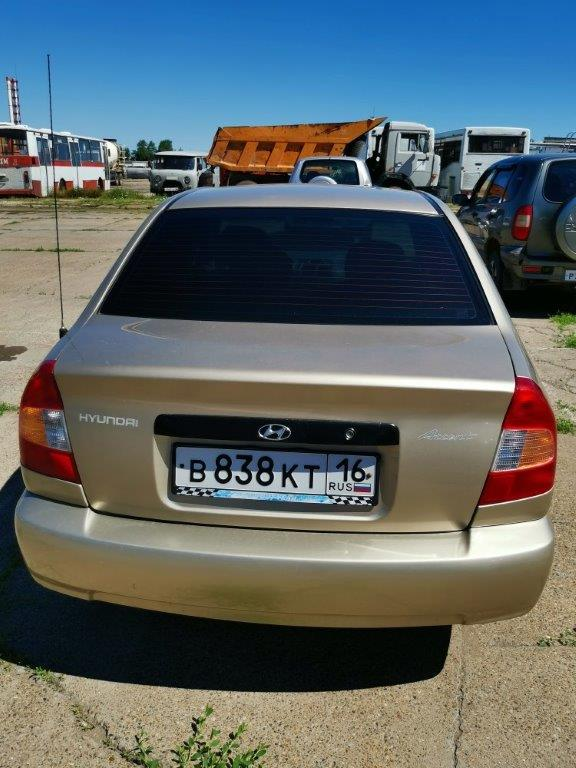 HYUNDAI
Accent
В 838 КТ 16
RUS